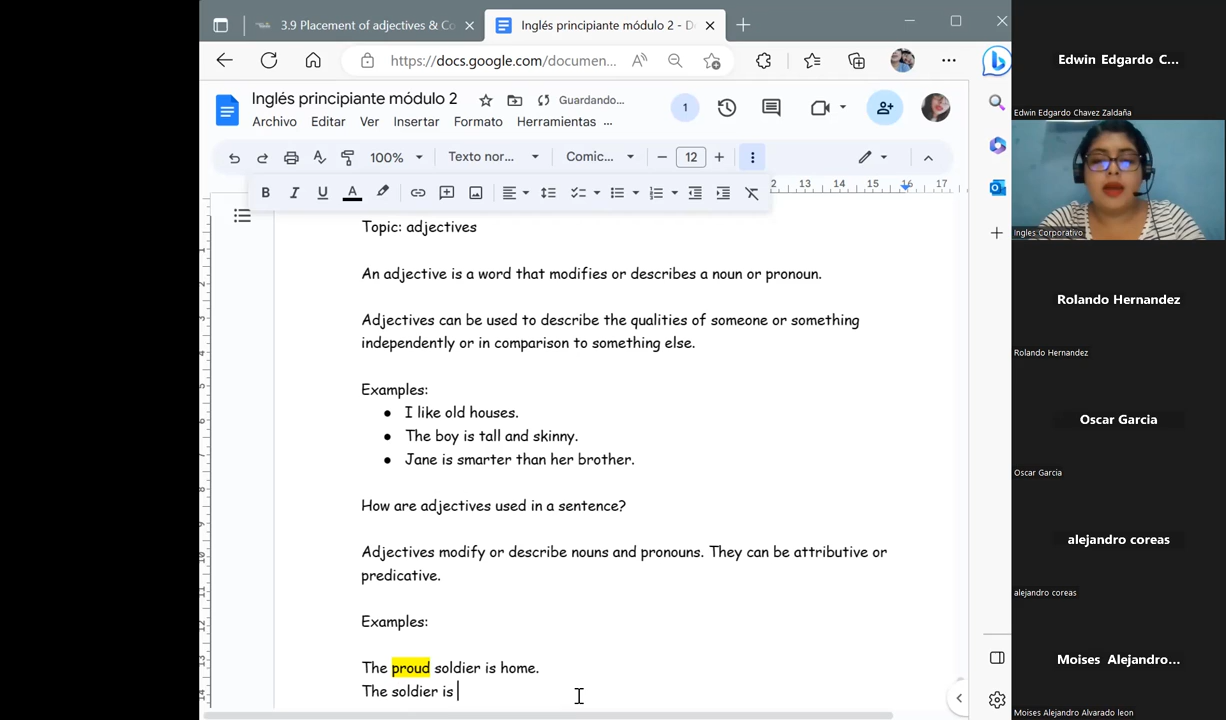 3.9 Placement of adjectives & Co
Inglés principiante módulo 2 - D
https://docs.google.com/documen...
Inglés principiante módulo 2
Guardando...
1
Archivo Editar Ver Insertar Formato Herramientas ...
100% Texto nor... Comic... 12
B I U A
2 13 14 15 16 17
Topic: adjectives
An adjective is a word that modifies or describes a noun or pronoun.
Adjectives can be used to describe the qualities of someone or something
independently or in comparison to something else.
Examples:
● I like old houses.
● The boy is tall and skinny.
● Jane is smarter than her brother.
How are adjectives used in a sentence?
Adjectives modify or describe nouns and pronouns. They can be attributive or
predicative.
Examples:
The proud soldier is home.
The soldier is
Edwin Edgardo C...
Edwin Edgardo Chavez Zaldaña
Ingles Corporativo
Rolando Hernandez
Rolando Hernandez
Oscar Garcia
Oscar Garcia
alejandro coreas
alejandro coreas
Moises Alejandro...
Moises Alejandro Alvarado leon